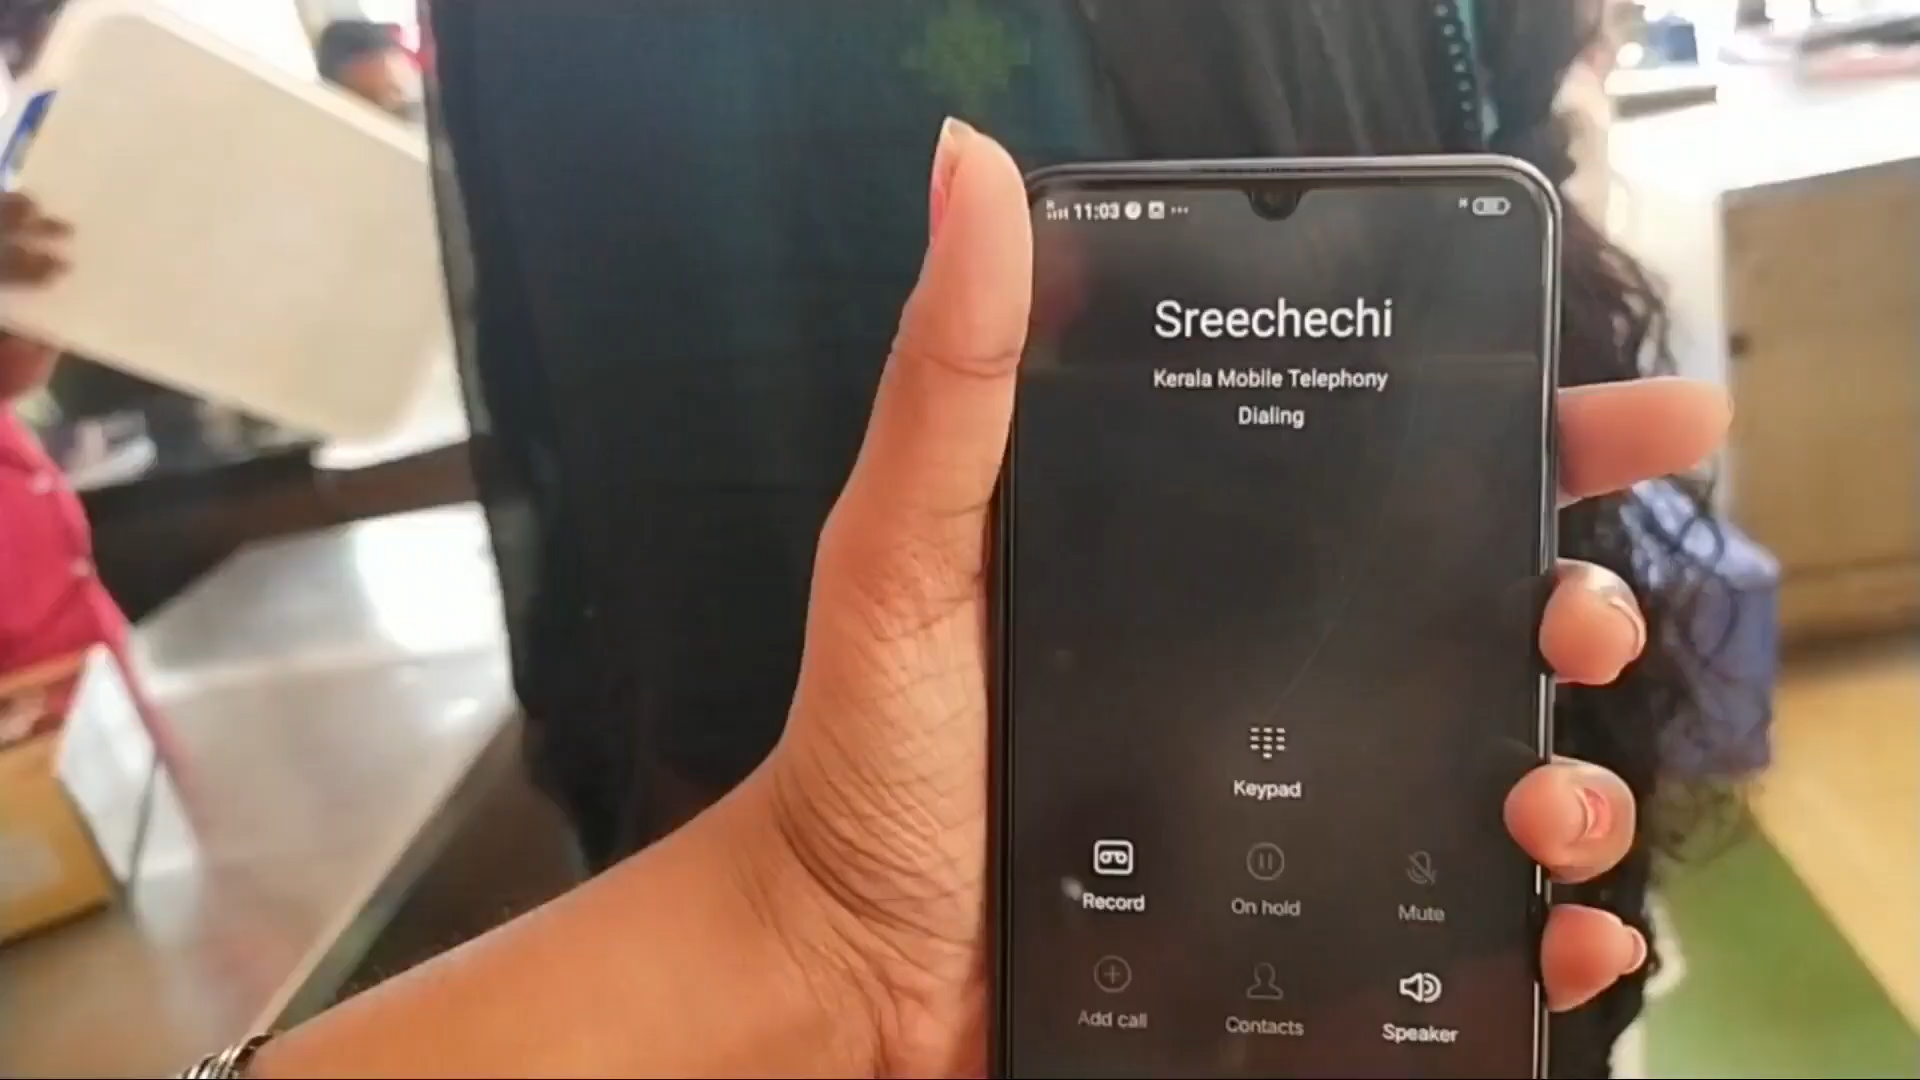 11:03
Sreechechi
Kerala Mobile Telephony
Dialing
Keypad
Record
On hold
Mute
Add call
Contacts
Speaker